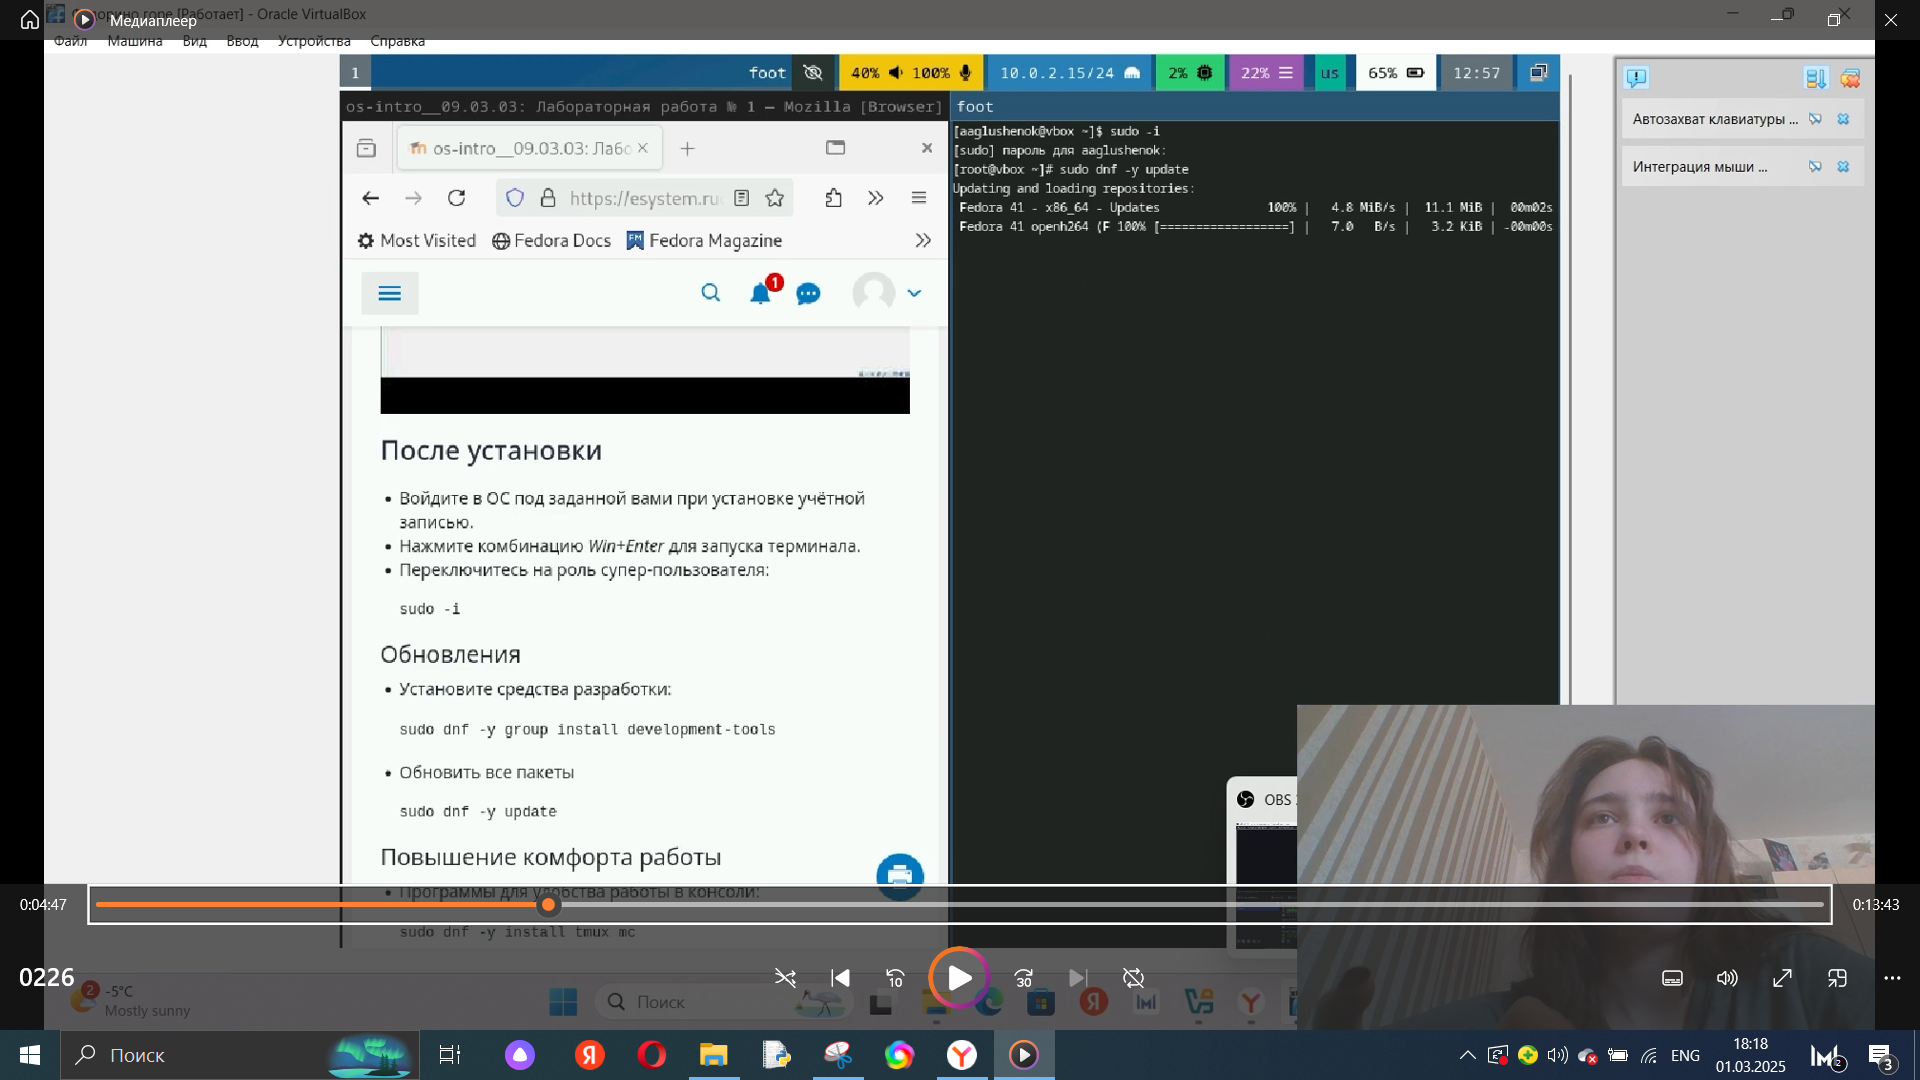 [Работает] - Oracle VirtualBox
Медиаплеер
Файл Машина Вид Ввод Устройства Справка
1 foot 40% 100% 10.0.2.15/24 2% 22% us 65% 12:57
os-intro__09.03.03: Лабораторная работа № 1 — Mozilla [Browser]
foot
os-intro__09.03.03: Лабо
https://esystem.ru
Most Visited Fedora Docs Fedora Magazine
1
После установки
• Войдите в ОС под заданной вами при установке учётной
записью.
• Нажмите комбинацию Win+Enter для запуска терминала.
• Переключитесь на роль супер-пользователя:
sudo -i
Обновления
• Установите средства разработки:
sudo dnf -y group install development-tools
• Обновить все пакеты
sudo dnf -y update
Повышение комфорта работы
• Программы для удобства работы в консоли:
sudo dnf -y install tmux mc
[aaglushenok@vbox ~]$ sudo -i
[sudo] пароль для aaglushenok:
[root@vbox ~]# sudo dnf -y update
Updating and loading repositories:
Fedora 41 - x86_64 - Updates 100% | 4.8 MiB/s | 11.1 MiB | 00m02s
Fedora 41 openh264 (F 100% [==================] | 7.0 B/s | 3.2 KiB | -00m00s
Автозахват клавиатуры ...
Интеграция мыши ...
OBS
0:04:47
0:13:43
0226
10
30
2
-5°C
Mostly sunny
Поиск
Поиск
ENG
18:18
01.03.2025
2
3